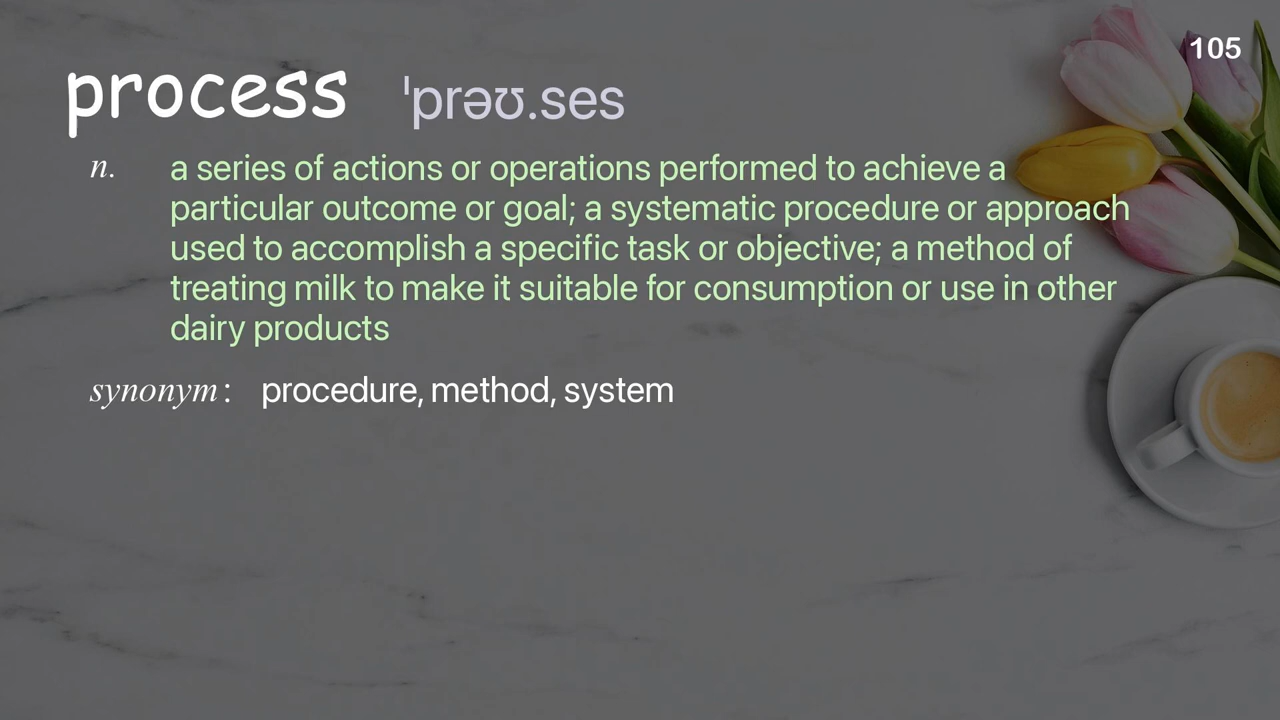 105
process ˈprəʊ.ses
n. a series of actions or operations performed to achieve a
particular outcome or goal; a systematic procedure or approach
used to accomplish a specific task or objective; a method of
treating milk to make it suitable for consumption or use in other
dairy products
synonym: procedure, method, system